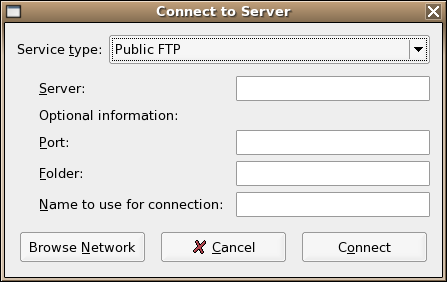 Connect to Server
Service type: Public FTP
Server:
Optional information:
Port:
Folder:
Name to use for connection:
Browse Network Cancel Connect